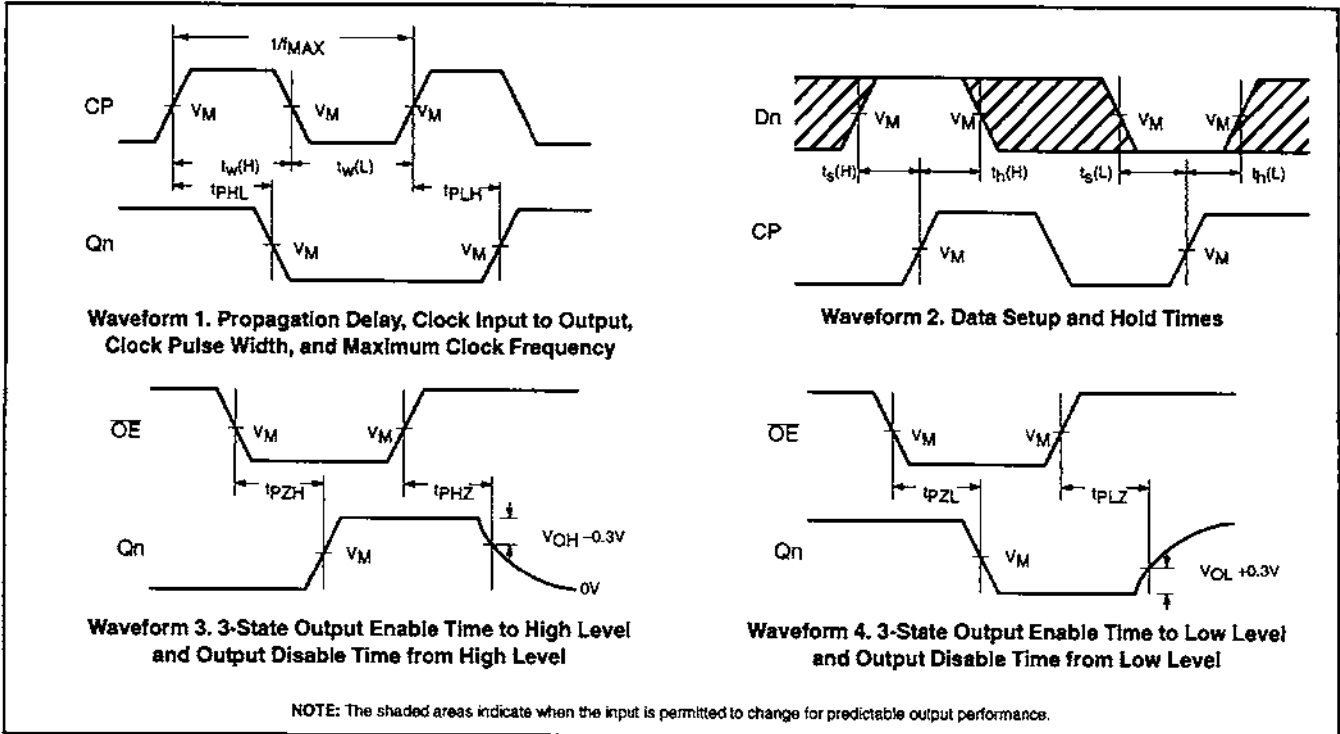 1/fMAX
CP
VM
VM
VM
tw(H)
tw(L)
tPHL
tPLH
Qn
VM
VM
Waveform 1. Propagation Delay, Clock Input to Output,
Clock Pulse Width, and Maximum Clock Frequency
Dn
VM
VM
VM
VM
ts(H)
th(H)
ts(L)
th(L)
CP
VM
VM
Waveform 2. Data Setup and Hold Times
OE
VM
VM
tPZH
tPHZ
Qn
VM
VOH –0.3V
0V
Waveform 3. 3-State Output Enable Time to High Level
and Output Disable Time from High Level
OE
VM
VM
tPZL
tPLZ
Qn
VM
VOL +0.3V
Waveform 4. 3-State Output Enable Time to Low Level
and Output Disable Time from Low Level
NOTE: The shaded areas indicate when the input is permitted to change for predictable output performance.